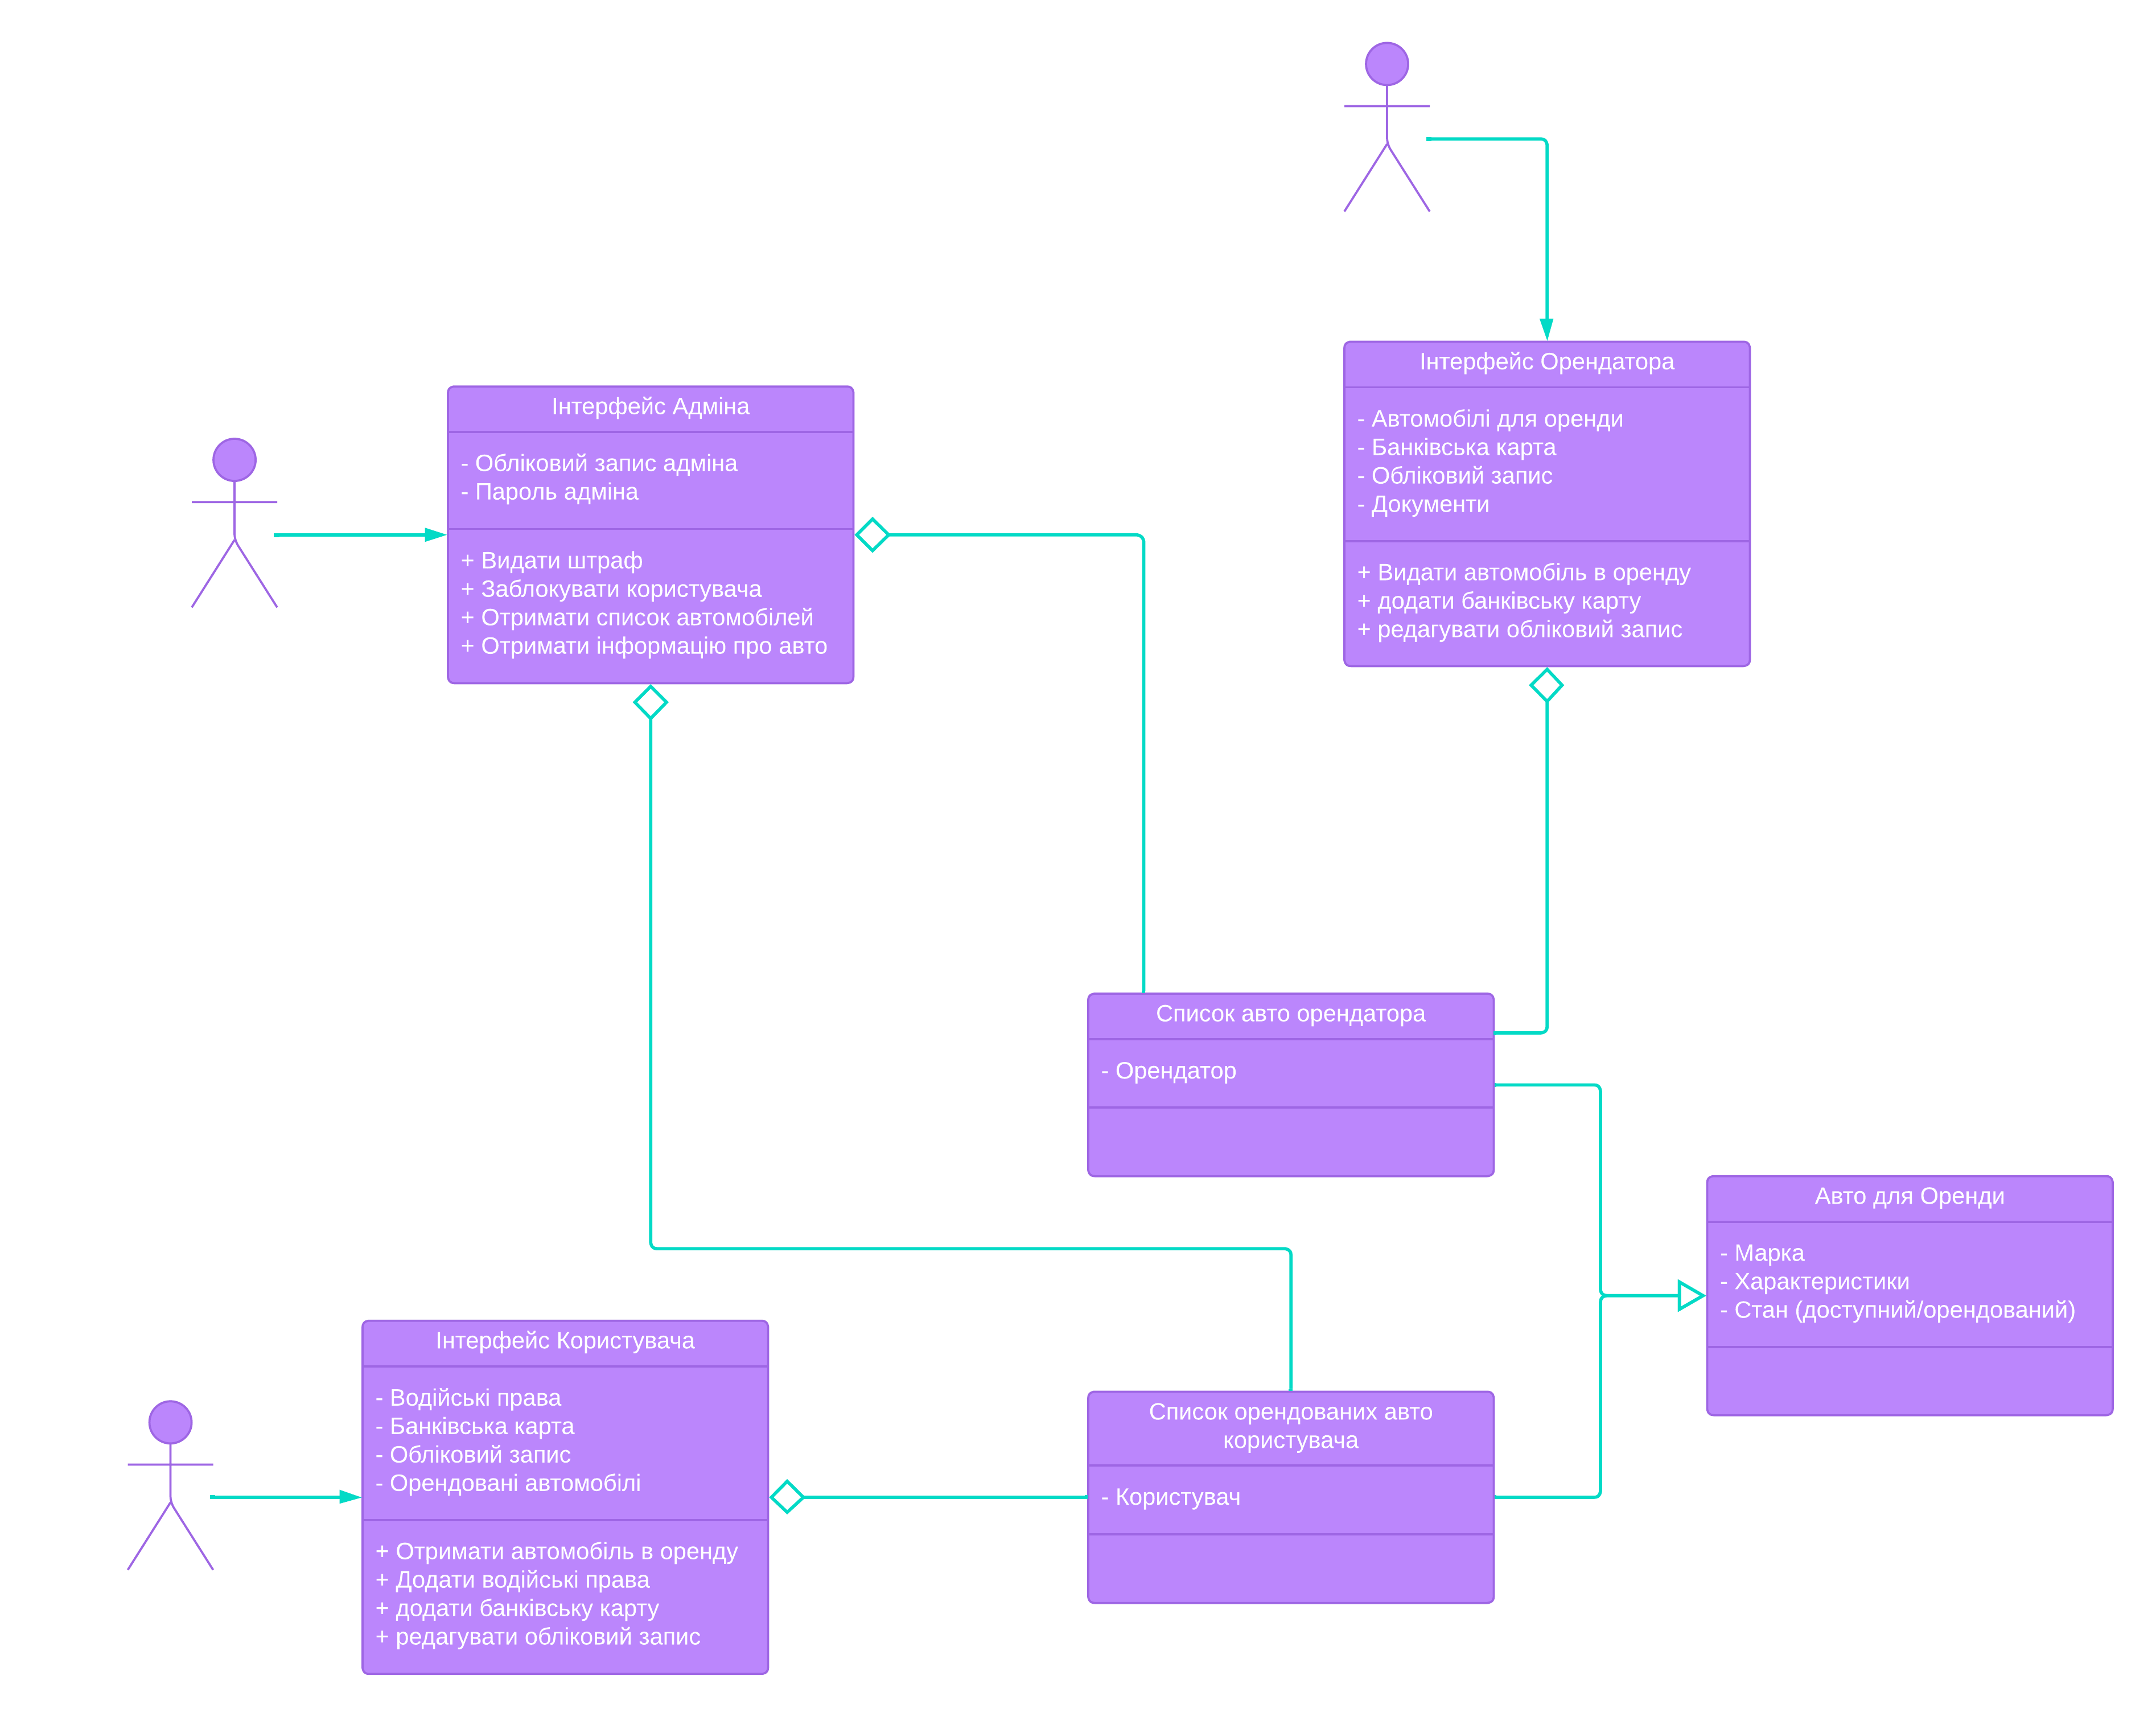 Інтерфейс Орендатора
- Автомобілі для оренди
- Банківська карта
- Обліковий запис
- Документи
+ Видати автомобіль в оренду
+ додати банківську карту
+ редагувати обліковий запис
Інтерфейс Адміна
- Обліковий запис адміна
- Пароль адміна
+ Видати штраф
+ Заблокувати користувача
+ Отримати список автомобілей
+ Отримати інформацію про авто
Список авто орендатора
- Орендатор
Авто для Оренди
- Марка
- Характеристики
- Стан (доступний/орендований)
Інтерфейс Користувача
- Водійські права
- Банківська карта
- Обліковий запис
- Орендовані автомобілі
+ Отримати автомобіль в оренду
+ Додати водійські права
+ додати банківську карту
+ редагувати обліковий запис
Список орендованих авто
користувача
- Користувач